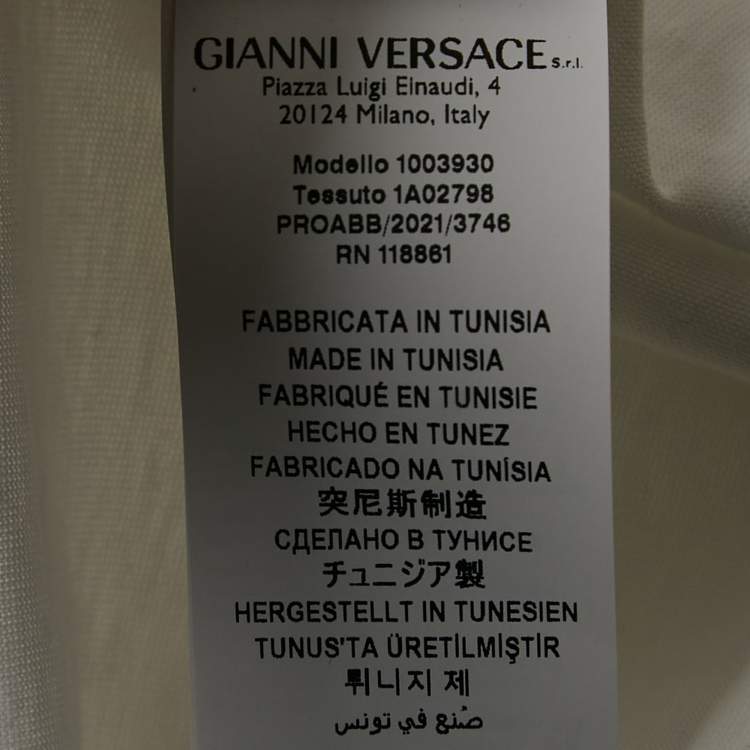 GIANNI VERSACE S.r.l.
Piazza Luigi Einaudi, 4
20124 Milano, Italy
Modello 1003930
Tessuto 1A02798
PROABB/2021/3746
RN 118861
FABBRICATA IN TUNISIA
MADE IN TUNISIA
FABRIQUÉ EN TUNISIE
HECHO EN TUNEZ
FABRICADO NA TUNÍSIA
突尼斯制造
СДЕЛАНО В ТУНИСЕ
チュニジア製
HERGESTELLT IN TUNESIEN
TUNUS'TA ÜRETİLMİŞTİR
튀니지 제
صُنع في تونس